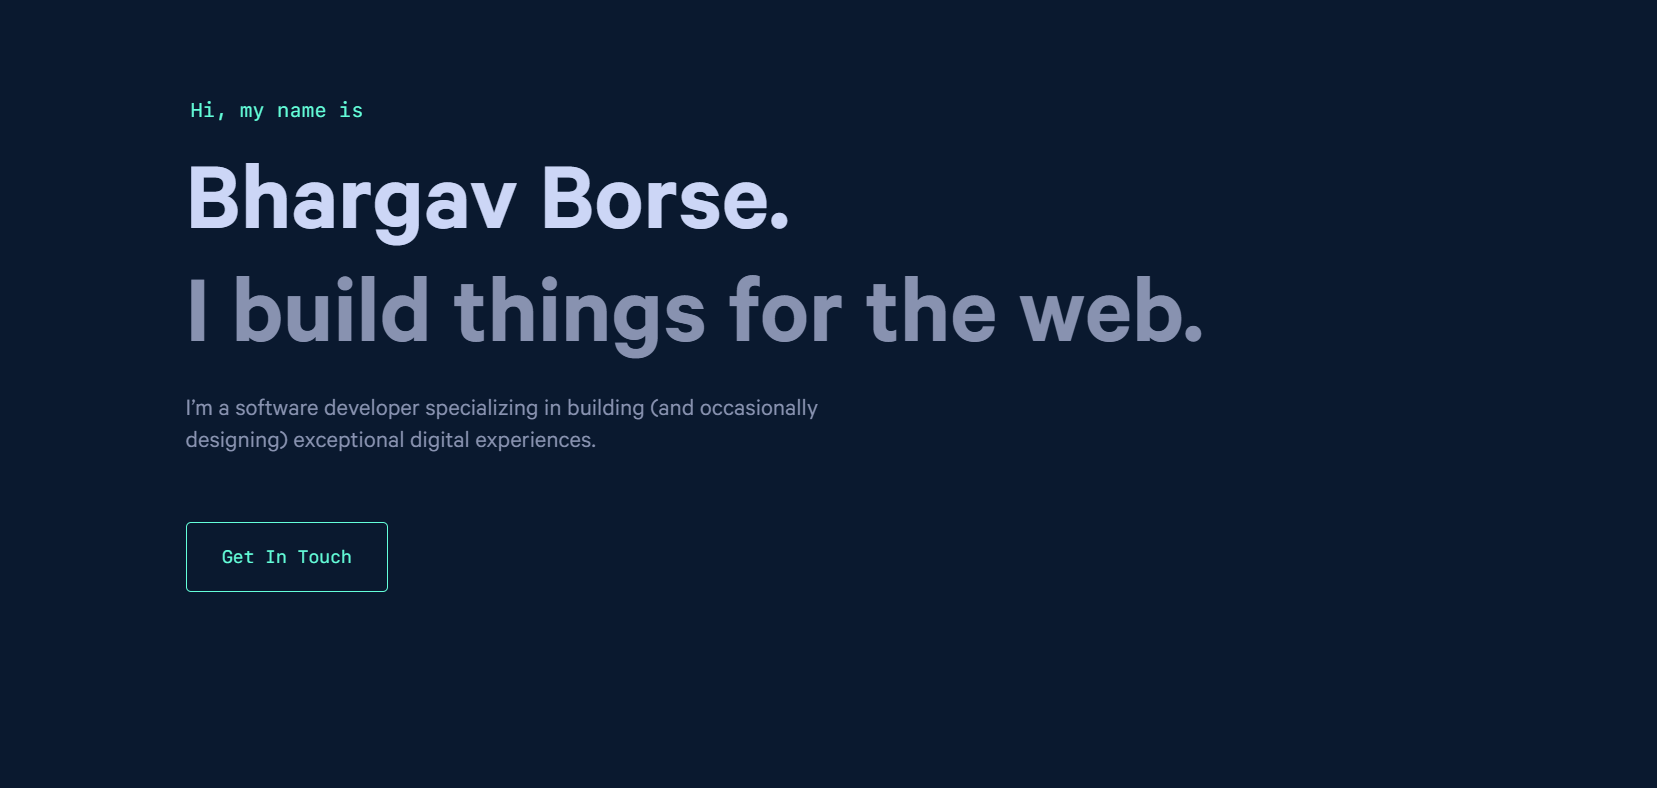 Hi, my name is
Bhargav Borse.
I build things for the web.
I’m a software developer specializing in building (and occasionally
designing) exceptional digital experiences.
Get In Touch